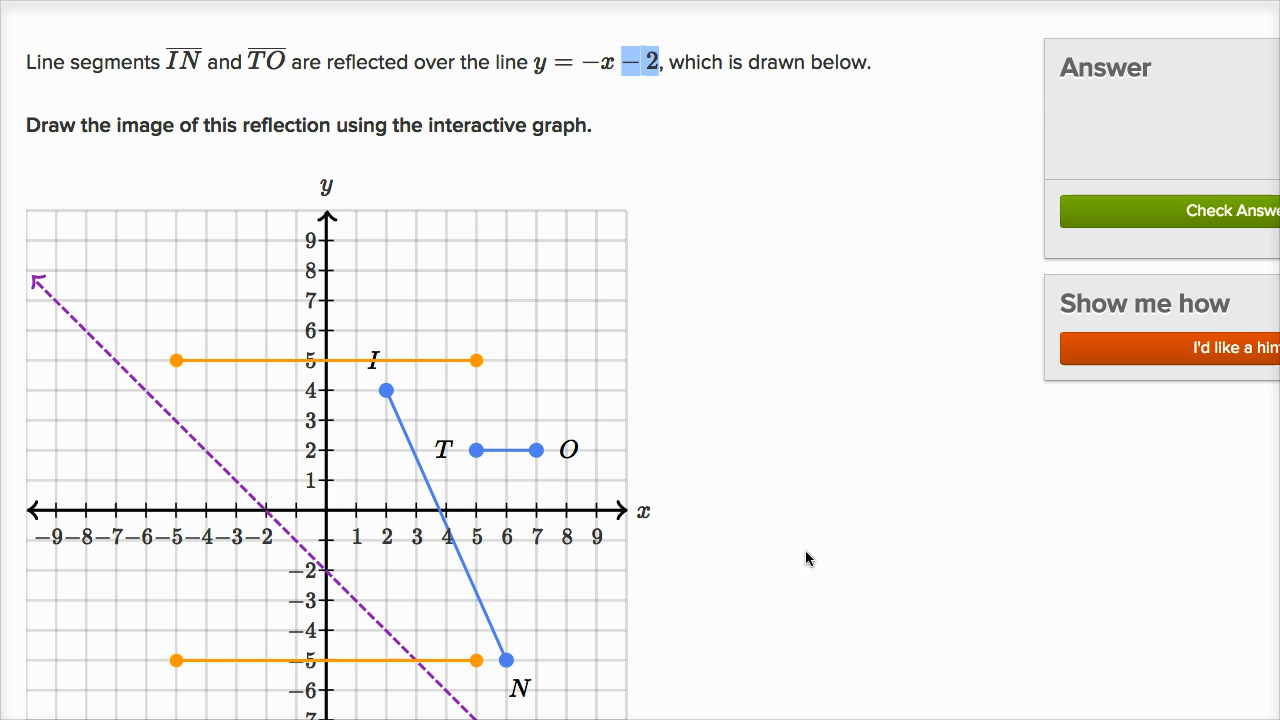 Line segments IN and TO are reflected over the line y = −x − 2, which is drawn below.
Answer
Draw the image of this reflection using the interactive graph.
y
Check Answe
9
8
Show me how
7
6
I'd like a hin
5
I
4
3
2
T
O
1
x
−9 −8 −7 −6 −5 −4 −3 −2 1 2 3 4 5 6 7 8 9
−2
−3
−4
−5
N
−6
7